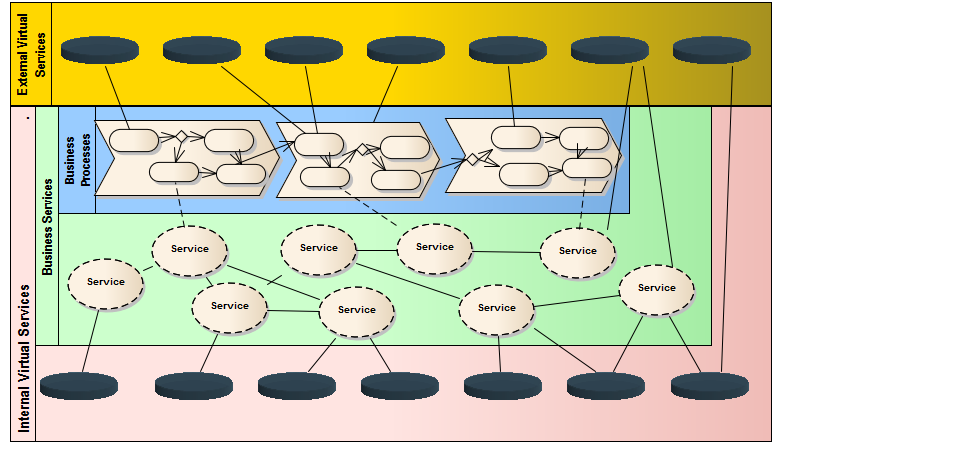 External Virtual
Services
.
Internal Virtual Services
Business Services
Business
Processes
Service
Service
Service
Service
Service
Service
Service
Service
Service